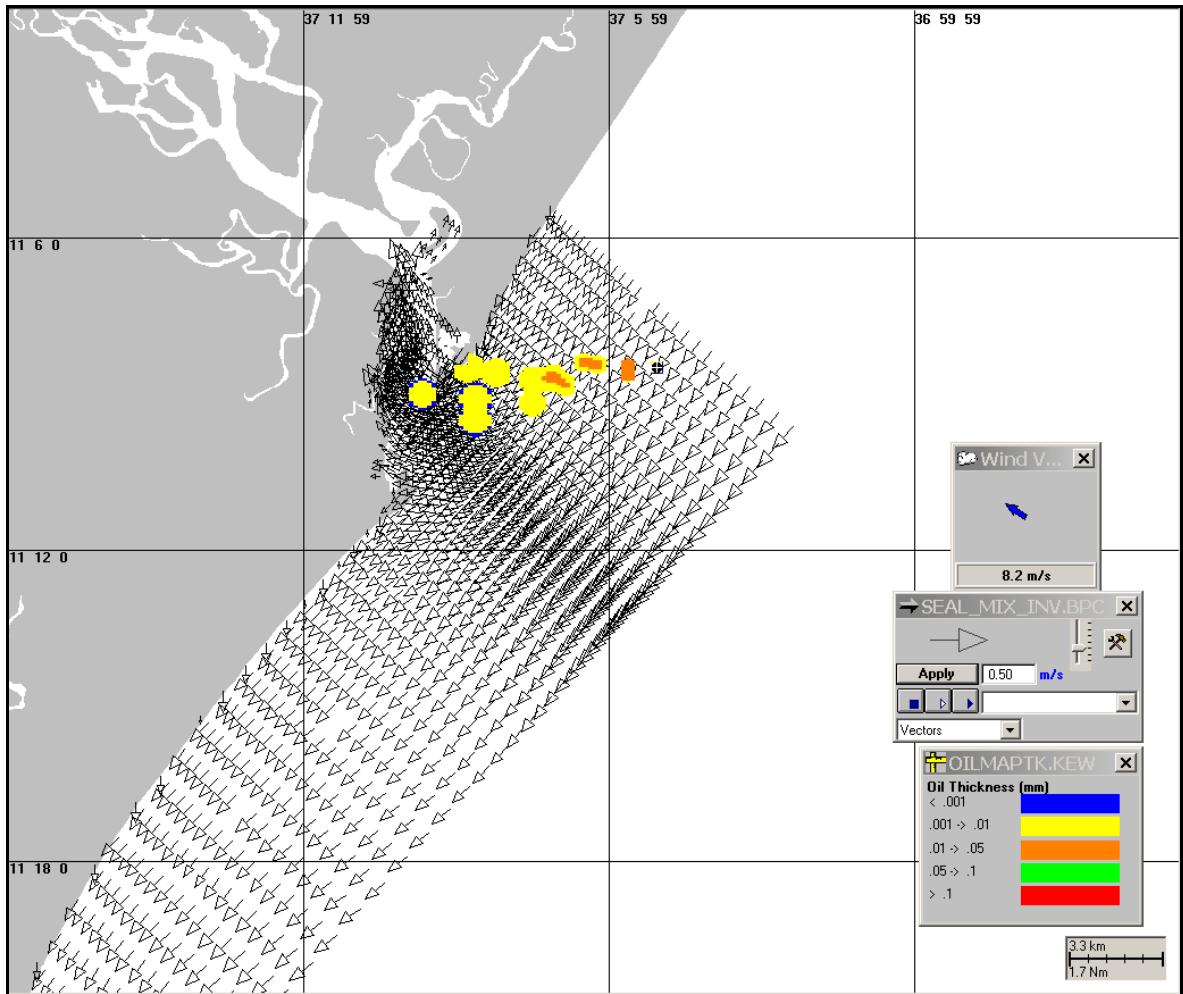 37 11 59
37 5 59
36 59 59
11 6 0
11 12 0
11 18 0
Wind V...
8.2 m/s
SEAL_MIX_INV.BPC
Apply
0.50
m/s
Vectors
OILMAPTK.KEW
Oil Thickness (mm)
< .001
.001 -> .01
.01 -> .05
.05 -> .1
> .1
3.3 km
1.7 Nm